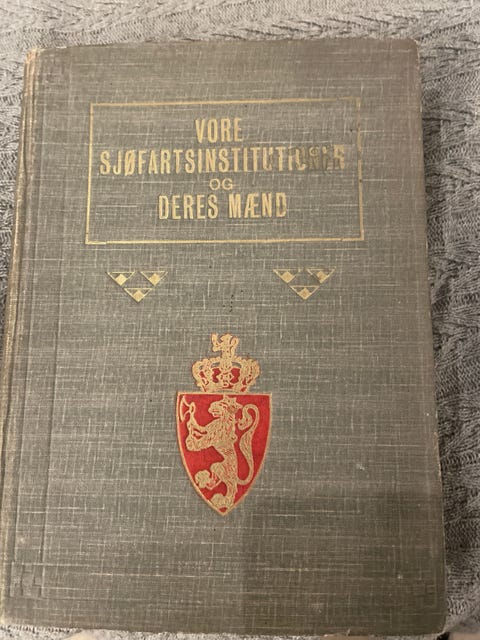 VORE
SJØFARTSINSTITUTIONER
OG
DERES MÆND